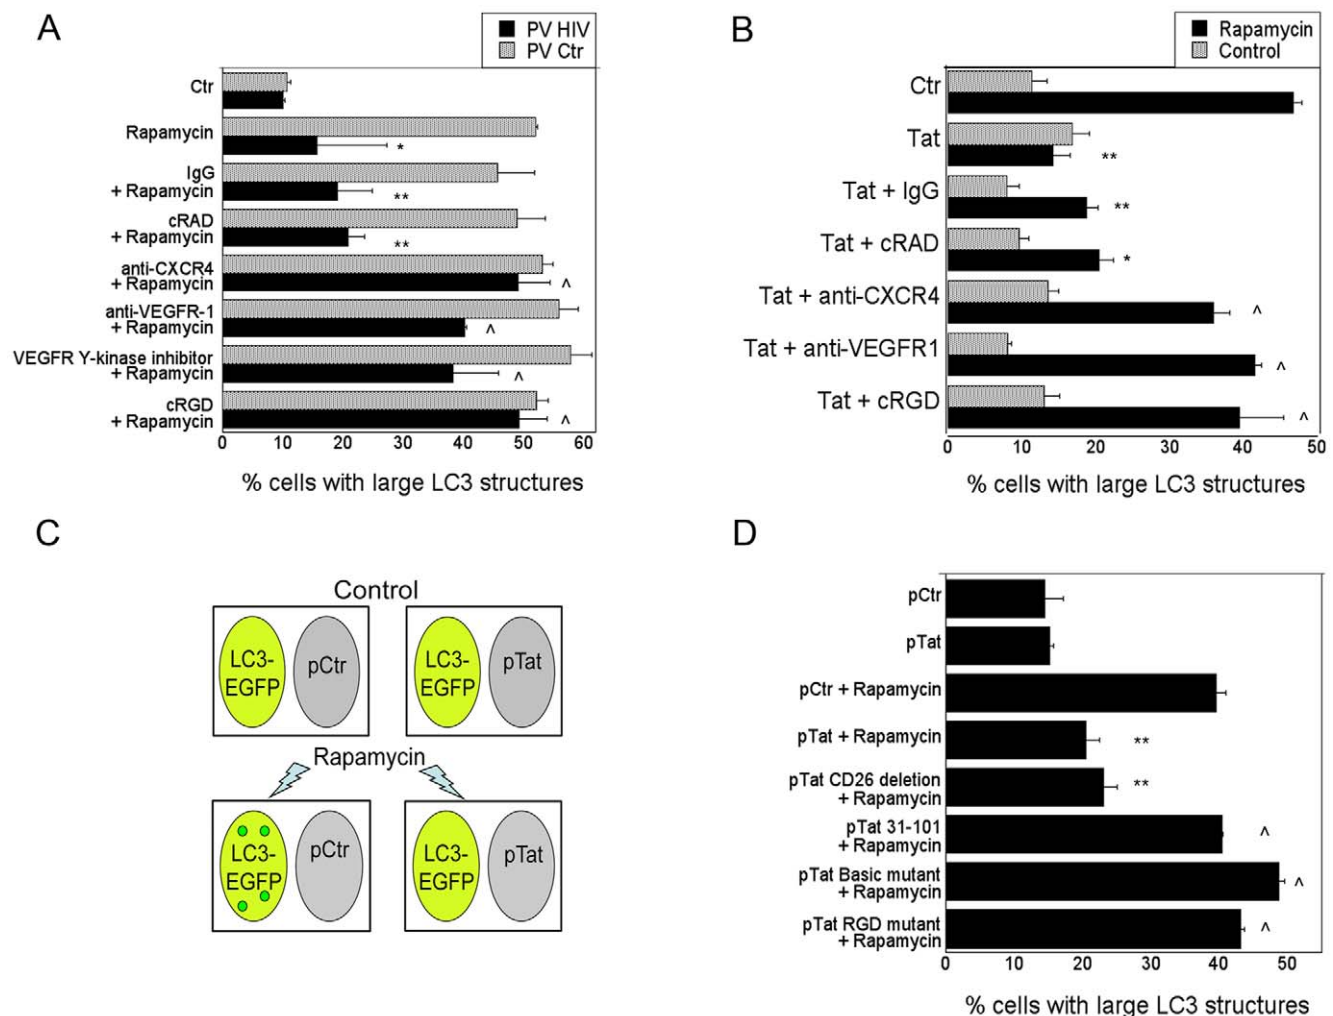 A
PV HIV
PV Ctr
Ctr
Rapamycin
*
IgG
+ Rapamycin
**
cRAD
+ Rapamycin
**
anti-CXCR4
+ Rapamycin
^
anti-VEGFR-1
+ Rapamycin
^
VEGFR Y-kinase inhibitor
+ Rapamycin
^
cRGD
+ Rapamycin
^
0 10 20 30 40 50 60
% cells with large LC3 structures
B
Rapamycin
Control
Ctr
Tat
**
Tat + IgG
**
Tat + cRAD
*
Tat + anti-CXCR4
^
Tat + anti-VEGFR1
^
Tat + cRGD
^
0 10 20 30 40 50
% cells with large LC3 structures
C
Control
LC3-
EGFP
pCtr
LC3-
EGFP
pTat
Rapamycin
LC3-
EGFP
pCtr
LC3-
EGFP
pTat
D
pCtr
pTat
pCtr + Rapamycin
pTat + Rapamycin
**
pTat CD26 deletion
+ Rapamycin
**
pTat 31-101
+ Rapamycin
^
pTat Basic mutant
+ Rapamycin
^
pTat RGD mutant
+ Rapamycin
^
0 10 20 30 40 50
% cells with large LC3 structures